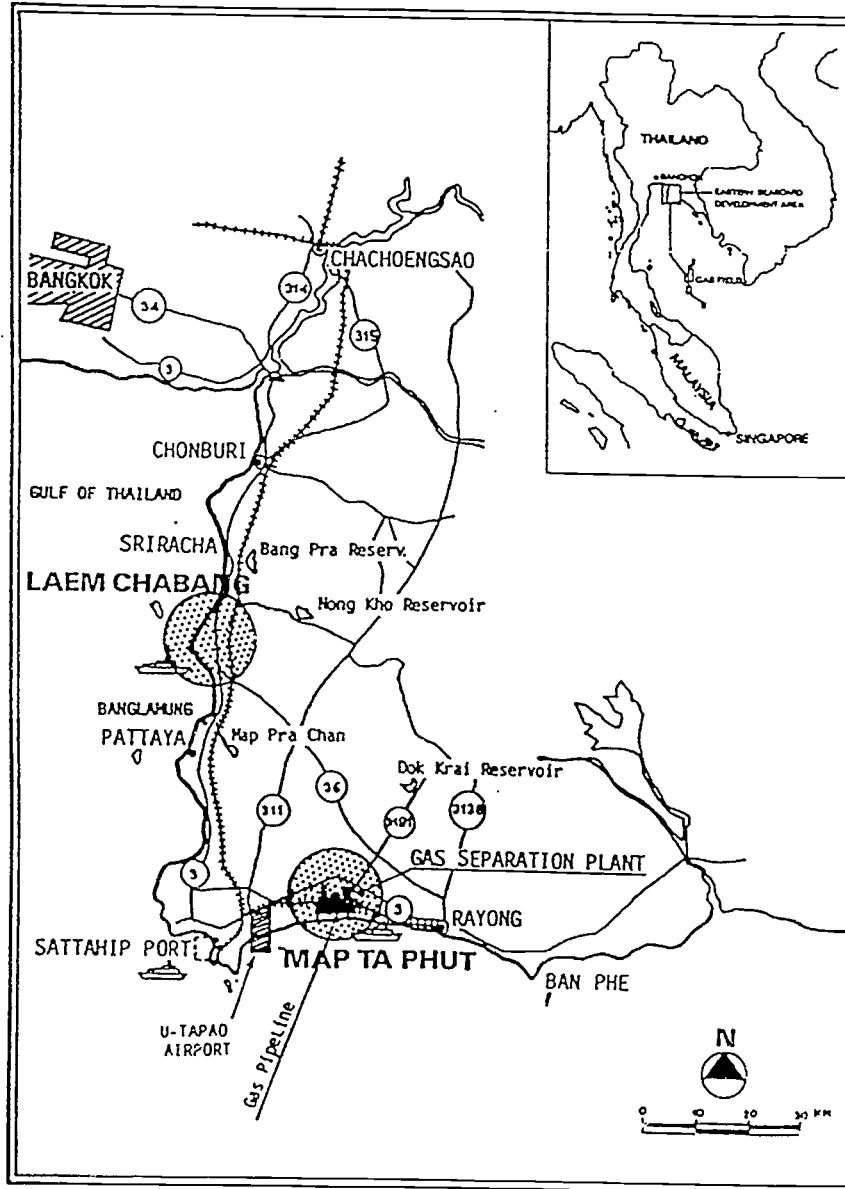 THAILAND
BANGKOK
EASTERN SEABOARD
DEVELOPMENT AREA
GAS FIELD
MALAYSIA
SINGAPORE
CHACHOENGSAO
BANGKOK
34
314
315
3
CHONBURI
GULF OF THAILAND
SRIRACHA
Bang Pra Reserv.
LAEM CHABANG
Nong Kho Reservoir
BANGLAMUNG
PATTAYA
Map Pra Chan
Dok Krai Reservoir
311
36
3191
3138
GAS SEPARATION PLANT
3
3
RAYONG
SATTAHIP PORT
MAP TA PHUT
BAN PHE
U-TAPAO
AIRPORT
Gas Pipeline
N
0 10 20 30 KM